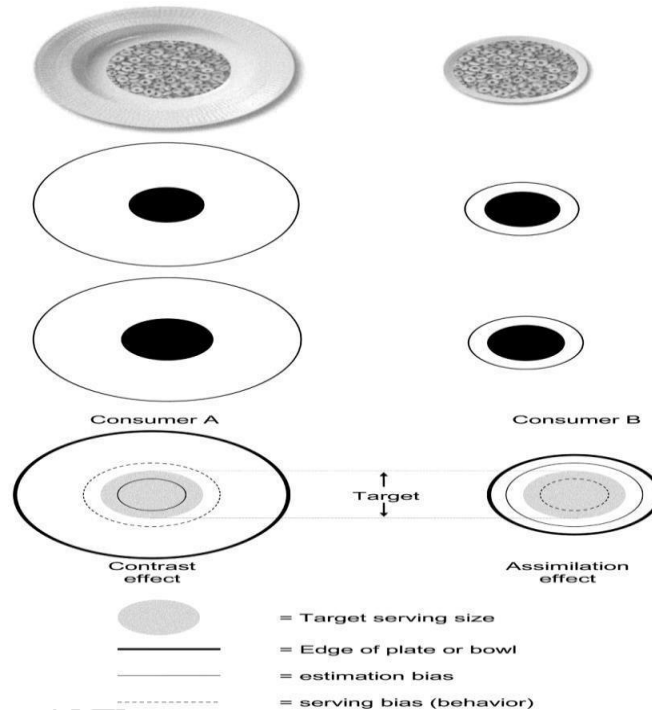 Consumer A
Consumer B
Target
Contrast
effect
Assimilation
effect
= Target serving size
= Edge of plate or bowl
= estimation bias
= serving bias (behavior)